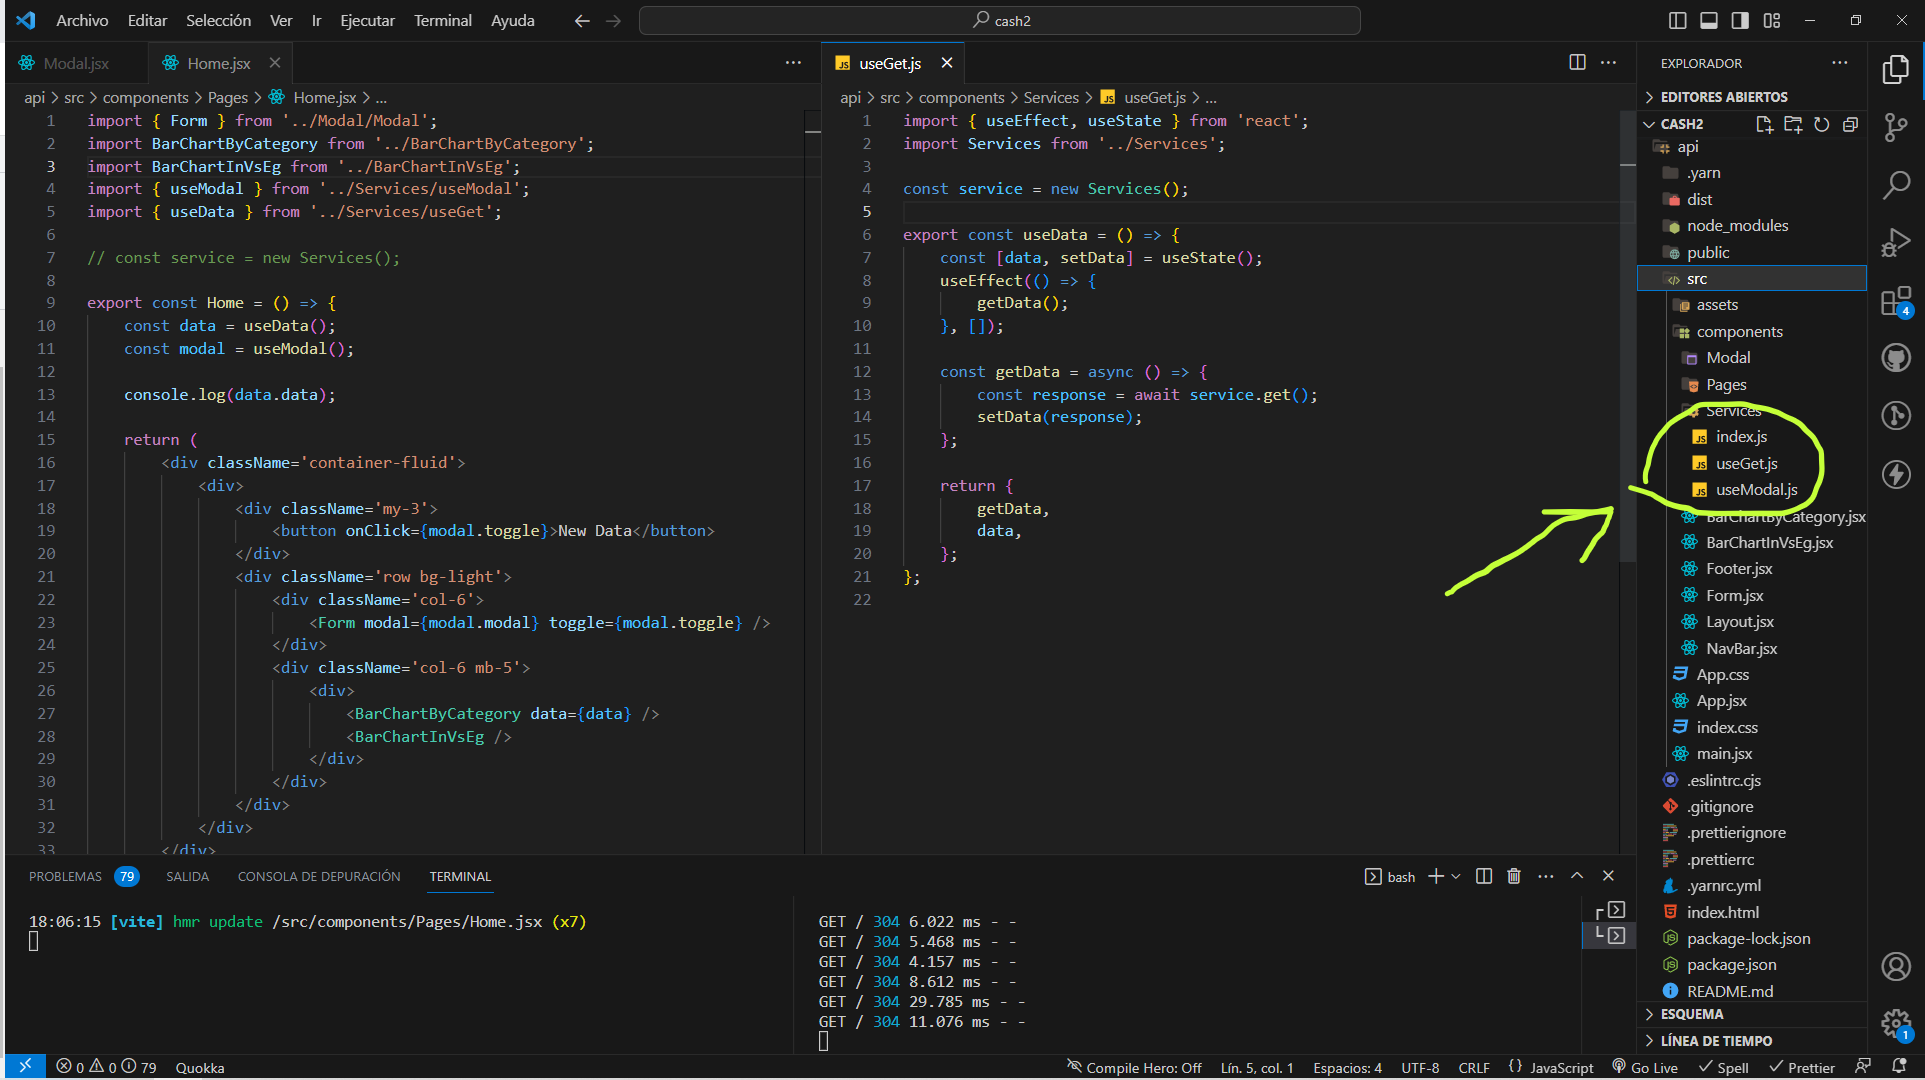 Archivo Editar Selección Ver Ir Ejecutar Terminal Ayuda
cash2
Modal.jsx
Home.jsx
api > src > components > Pages > Home.jsx > ...
1 import { Form } from '../Modal/Modal';
2 import BarChartByCategory from '../BarChartByCategory';
3 import BarChartInVsEg from '../BarChartInVsEg';
4 import { useModal } from '../Services/useModal';
5 import { useData } from '../Services/useGet';
6
7 // const service = new Services();
8
9 export const Home = () => {
10 const data = useData();
11 const modal = useModal();
12
13 console.log(data.data);
14
15 return (
16 <div className='container-fluid'>
17 <div>
18 <div className='my-3'>
19 <button onClick={modal.toggle}>New Data</button>
20 </div>
21 <div className='row bg-light'>
22 <div className='col-6'>
23 <Form modal={modal.modal} toggle={modal.toggle} />
24 </div>
25 <div className='col-6 mb-5'>
26 <div>
27 <BarChartByCategory data={data} />
28 <BarChartInVsEg />
29 </div>
30 </div>
31 </div>
32 </div>
33 </div>
useGet.js
api > src > components > Services > useGet.js > ...
1 import { useEffect, useState } from 'react';
2 import Services from '../Services';
3
4 const service = new Services();
5
6 export const useData = () => {
7 const [data, setData] = useState();
8 useEffect(() => {
9 getData();
10 }, []);
11
12 const getData = async () => {
13 const response = await service.get();
14 setData(response);
15 };
16
17 return {
18 getData,
19 data,
20 };
21 };
22
EXPLORADOR
EDITORES ABIERTOS
CASH2
api
.yarn
dist
node_modules
public
src
assets
components
Modal
Pages
Services
index.js
useGet.js
useModal.js
BarChartByCategory.jsx
BarChartInVsEg.jsx
Footer.jsx
Form.jsx
Layout.jsx
NavBar.jsx
App.css
App.jsx
index.css
main.jsx
.eslintrc.cjs
.gitignore
.prettierignore
.prettierrc
.yarnrc.yml
index.html
package-lock.json
package.json
README.md
ESQUEMA
LÍNEA DE TIEMPO
4
1
PROBLEMAS 79 SALIDA CONSOLA DE DEPURACIÓN TERMINAL
bash
18:06:15 [vite] hmr update /src/components/Pages/Home.jsx (x7)
GET / 304 6.022 ms - -
GET / 304 5.468 ms - -
GET / 304 4.157 ms - -
GET / 304 8.612 ms - -
GET / 304 29.785 ms - -
GET / 304 11.076 ms - -
0 0 79 Quokka
Compile Hero: Off Lín. 5, col. 1 Espacios: 4 UTF-8 CRLF {} JavaScript Go Live Spell Prettier